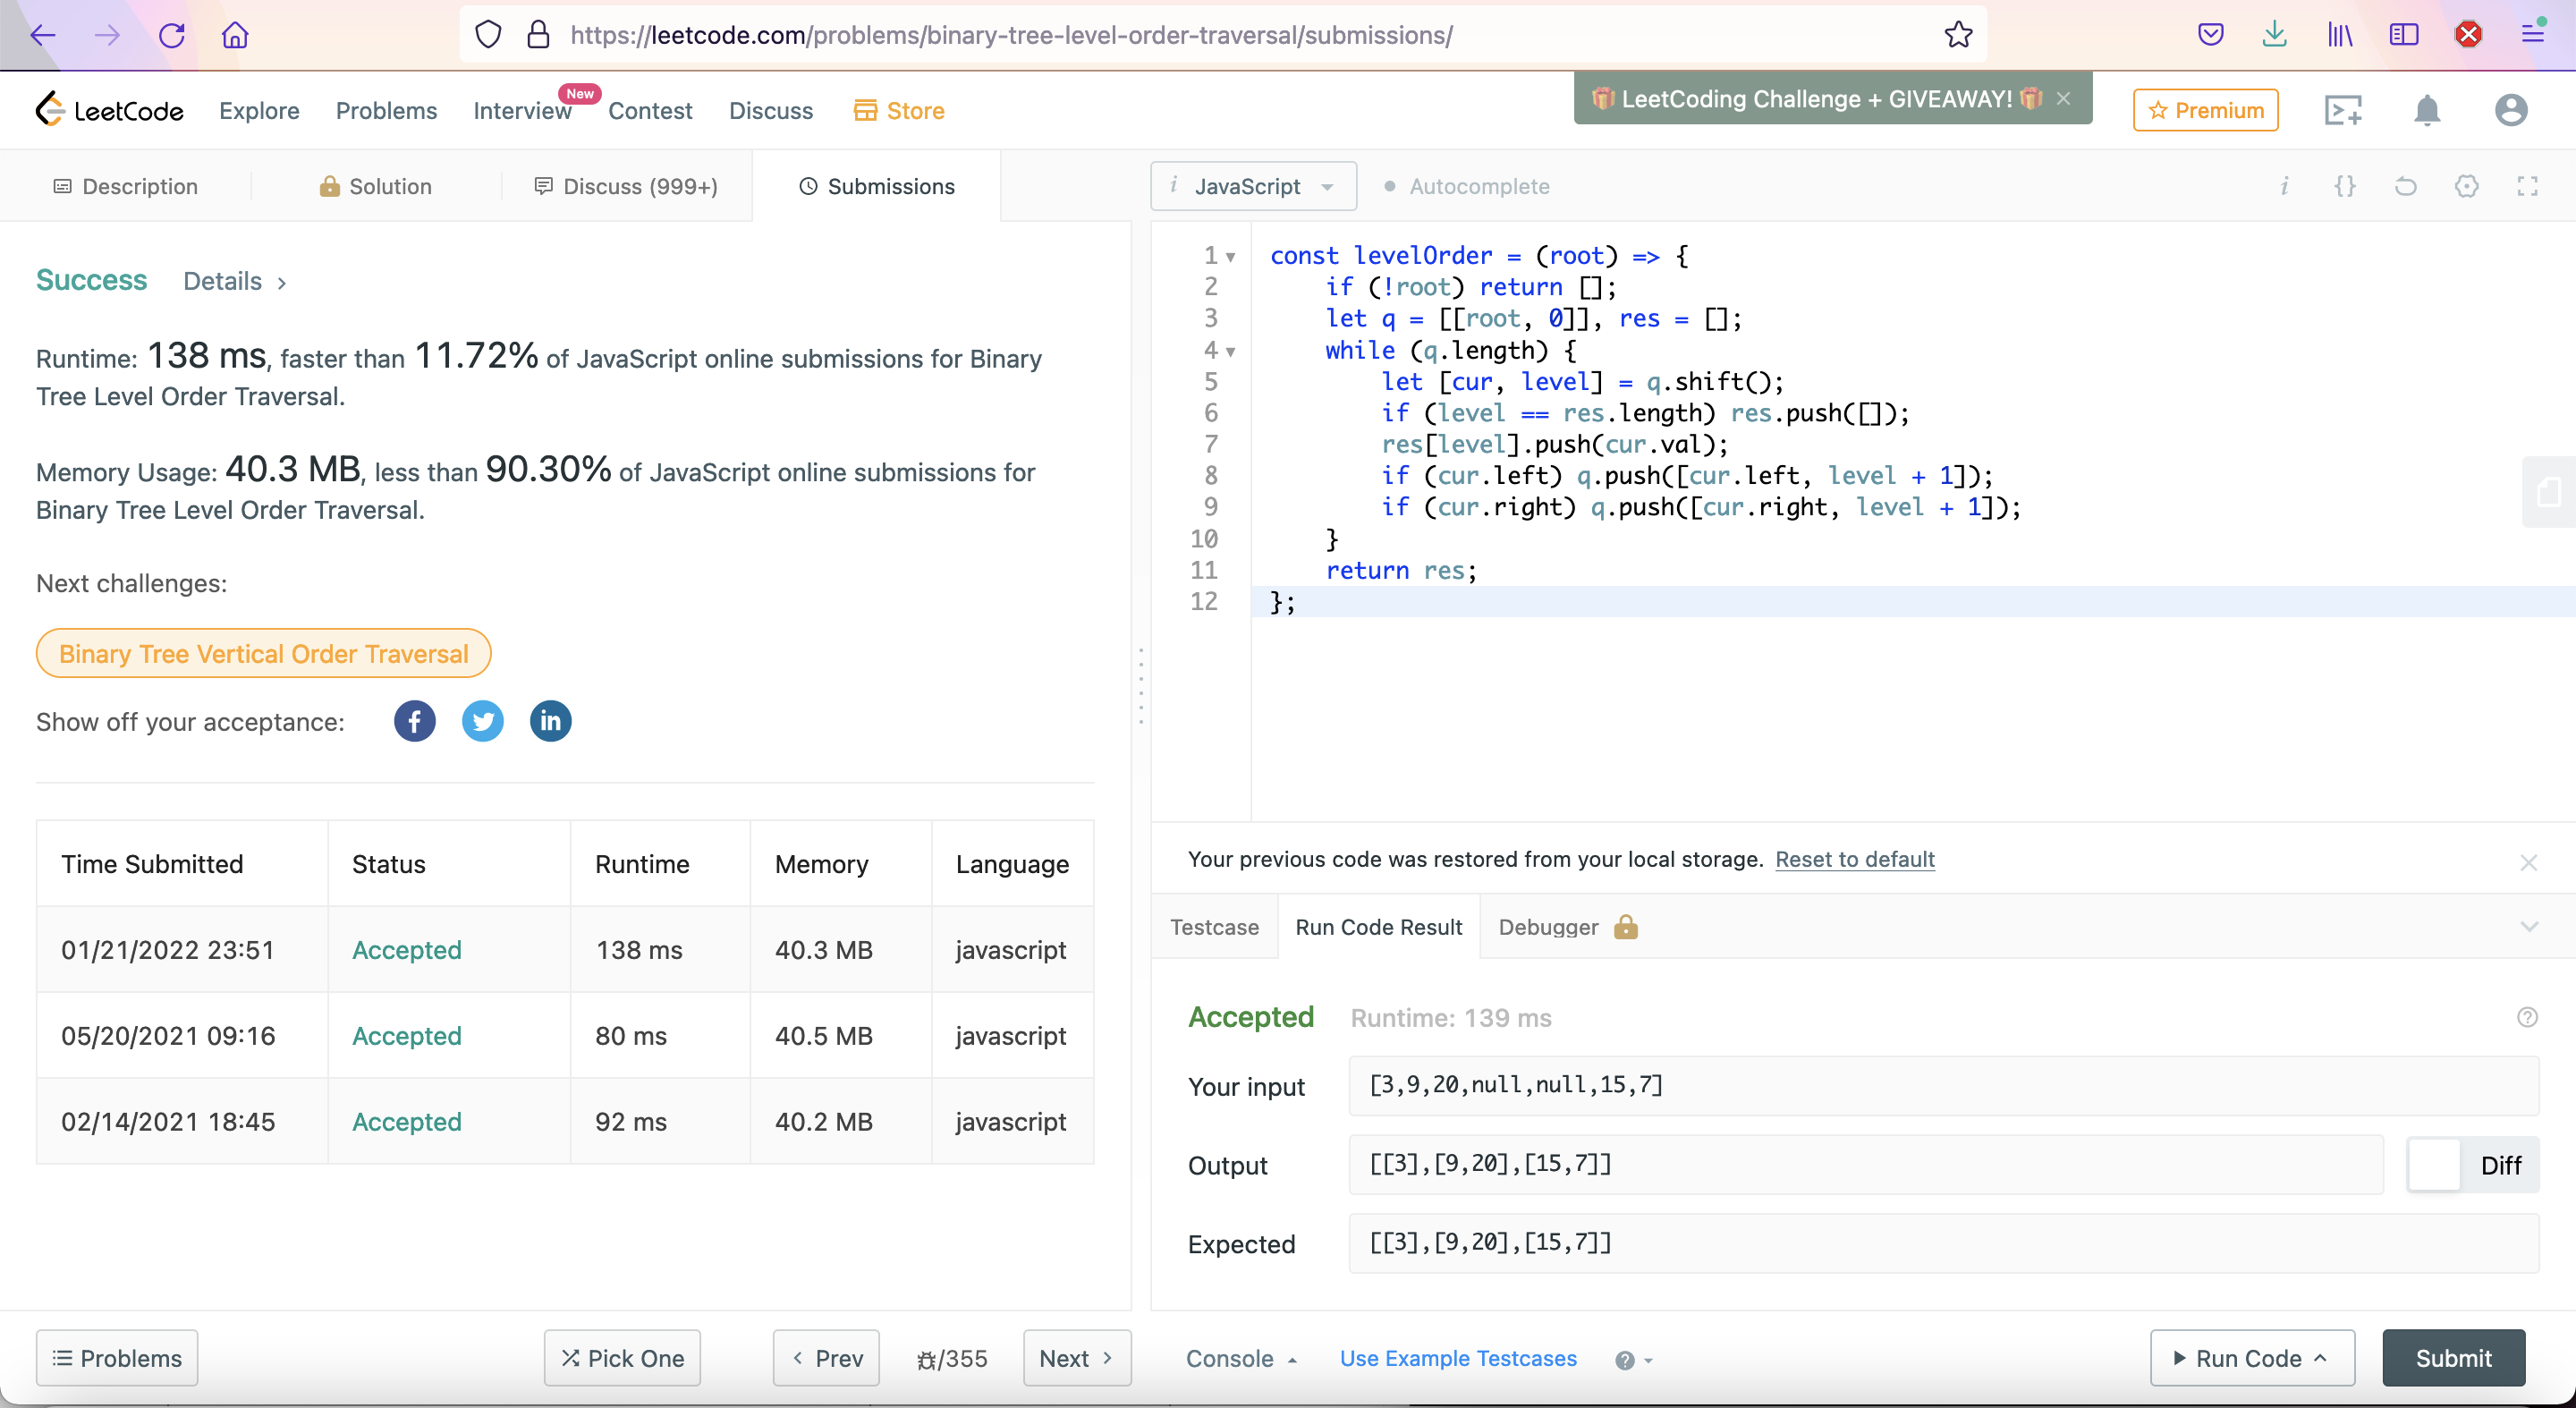 https://leetcode.com/problems/binary-tree-level-order-traversal/submissions/
LeetCode
Explore
Problems
Interview
New
Contest
Discuss
Store
LeetCoding Challenge + GIVEAWAY!
Premium
Description
Solution
Discuss (999+)
Submissions
i JavaScript
Autocomplete
i {}
Success Details >
Runtime: 138 ms, faster than 11.72% of JavaScript online submissions for Binary
Tree Level Order Traversal.
Memory Usage: 40.3 MB, less than 90.30% of JavaScript online submissions for
Binary Tree Level Order Traversal.
Next challenges:
Binary Tree Vertical Order Traversal
Show off your acceptance:
f
in
Time Submitted Status Runtime Memory Language
01/21/2022 23:51 Accepted 138 ms 40.3 MB javascript
05/20/2021 09:16 Accepted 80 ms 40.5 MB javascript
02/14/2021 18:45 Accepted 92 ms 40.2 MB javascript
Problems
Pick One
< Prev
/355
Next >
1 const levelOrder = (root) => {
2     if (!root) return [];
3     let q = [[root, 0]], res = [];
4     while (q.length) {
5         let [cur, level] = q.shift();
6         if (level == res.length) res.push([]);
7         res[level].push(cur.val);
8         if (cur.left) q.push([cur.left, level + 1]);
9         if (cur.right) q.push([cur.right, level + 1]);
10     }
11     return res;
12 };
Your previous code was restored from your local storage. Reset to default
Testcase
Run Code Result
Debugger
Accepted Runtime: 139 ms
?
Your input [3,9,20,null,null,15,7]
Output [[3],[9,20],[15,7]]
Diff
Expected [[3],[9,20],[15,7]]
Console
Use Example Testcases
?
Run Code
Submit